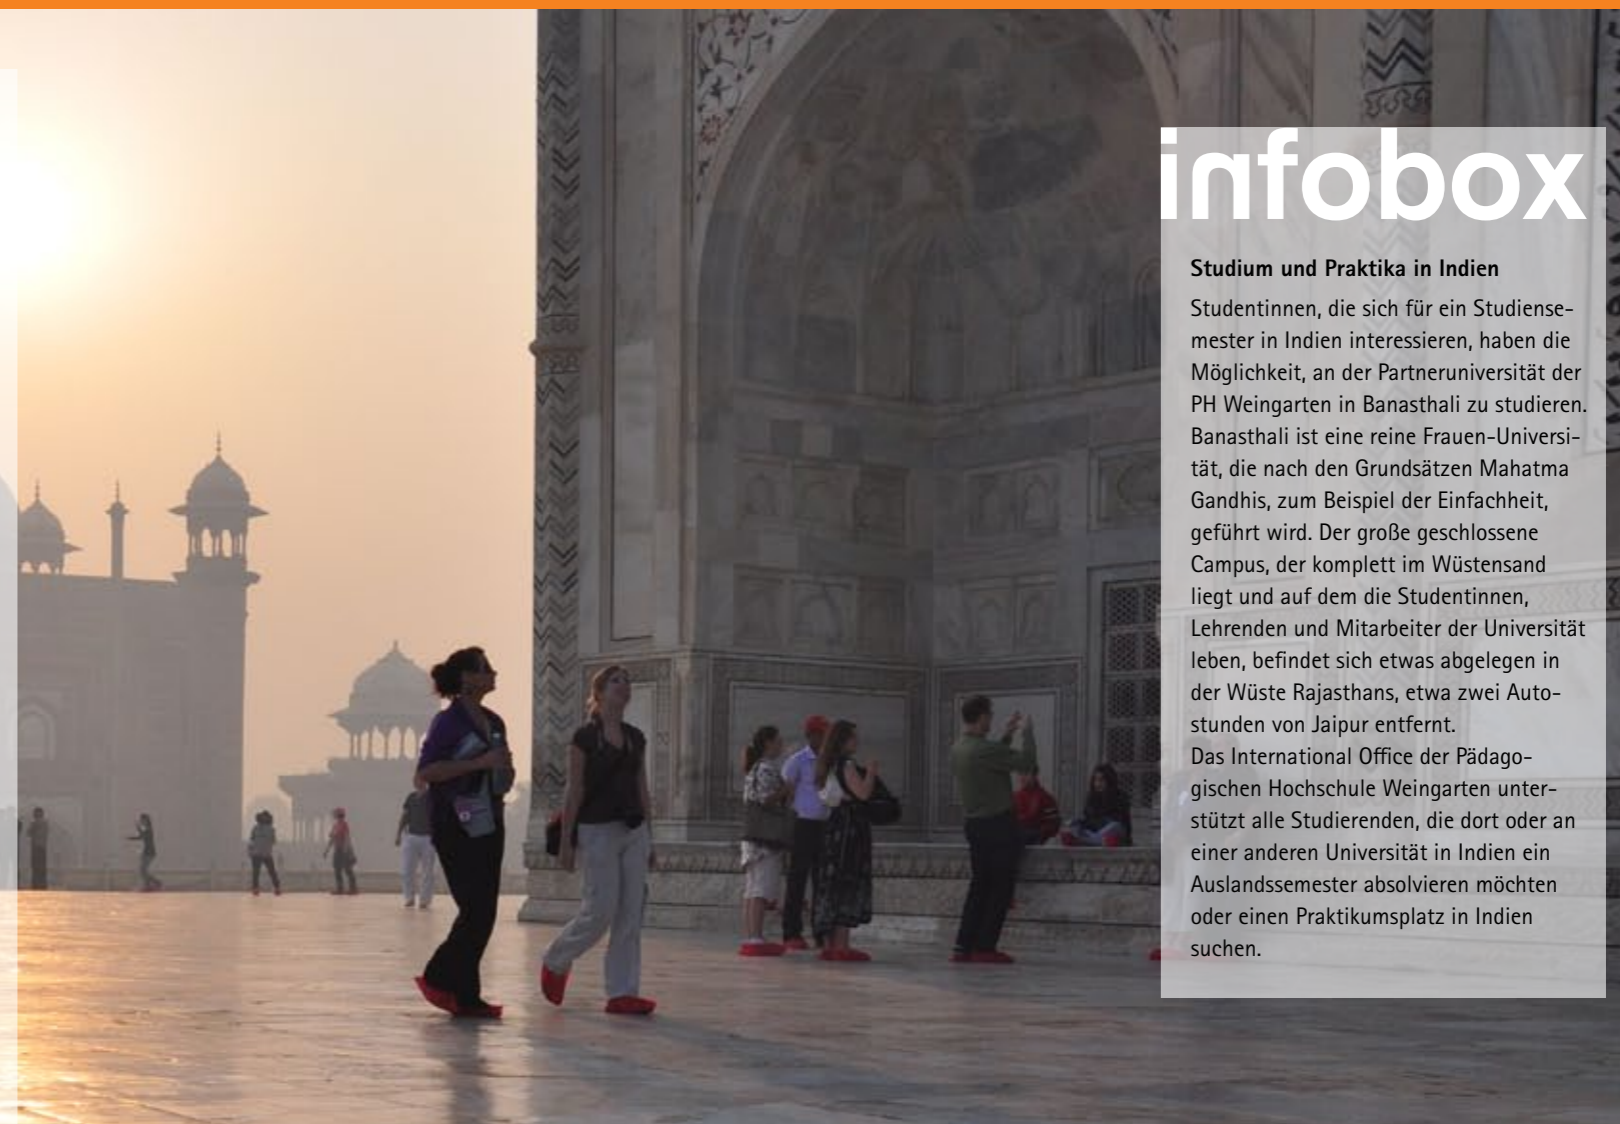 infobox
Studium und Praktika in Indien
Studentinnen, die sich für ein Studiense-
mester in Indien interessieren, haben die
Möglichkeit, an der Partneruniversität der
PH Weingarten in Banasthali zu studieren.
Banasthali ist eine reine Frauen-Universi-
tät, die nach den Grundsätzen Mahatma
Gandhis, zum Beispiel der Einfachheit,
geführt wird. Der große geschlossene
Campus, der komplett im Wüstensand
liegt und auf dem die Studentinnen,
Lehrenden und Mitarbeiter der Universität
leben, befindet sich etwas abgelegen in
der Wüste Rajasthans, etwa zwei Auto-
stunden von Jaipur entfernt.
Das International Office der Pädago-
gischen Hochschule Weingarten unter-
stützt alle Studierenden, die dort oder an
einer anderen Universität in Indien ein
Auslandssemester absolvieren möchten
oder einen Praktikumsplatz in Indien
suchen.